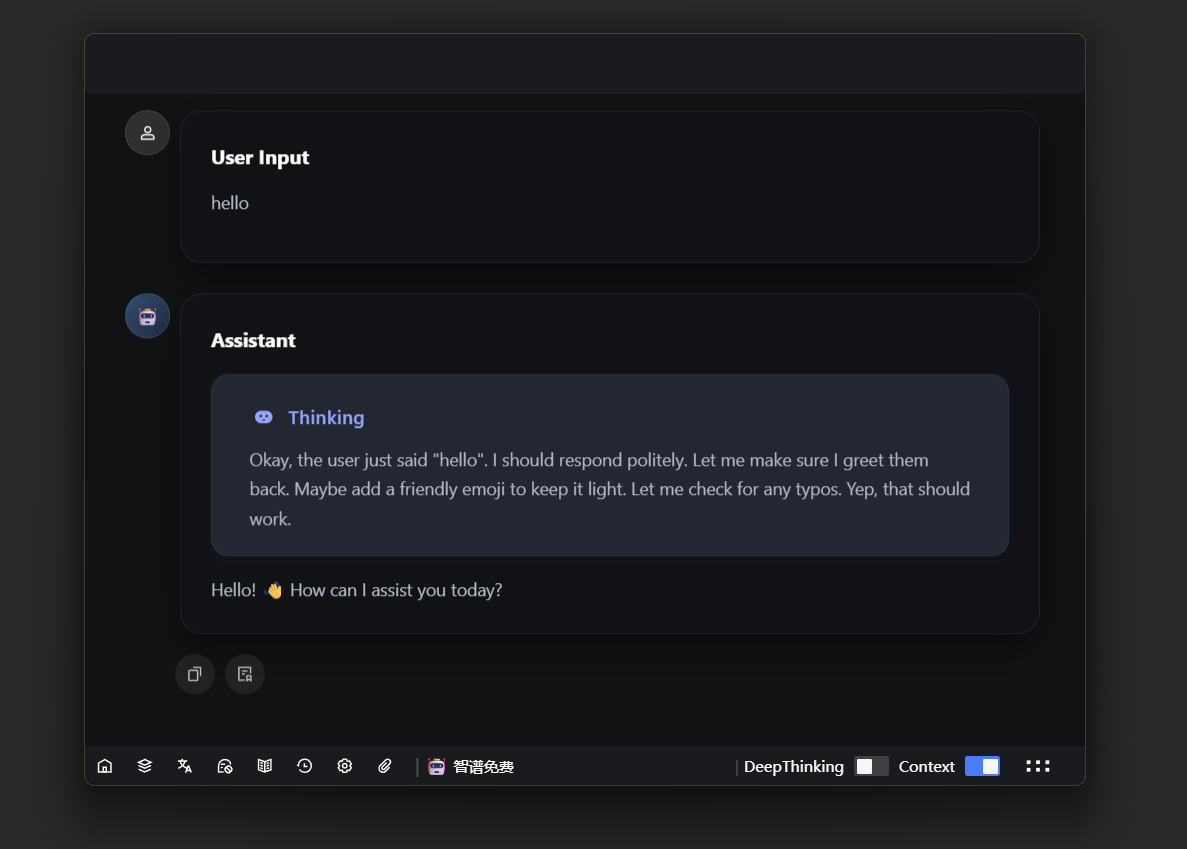 User Input
hello
Assistant
Thinking
Okay, the user just said "hello". I should respond politely. Let me make sure I greet them
back. Maybe add a friendly emoji to keep it light. Let me check for any typos. Yep, that should
work.
Hello! 👋 How can I assist you today?
智谱免费
DeepThinking
Context